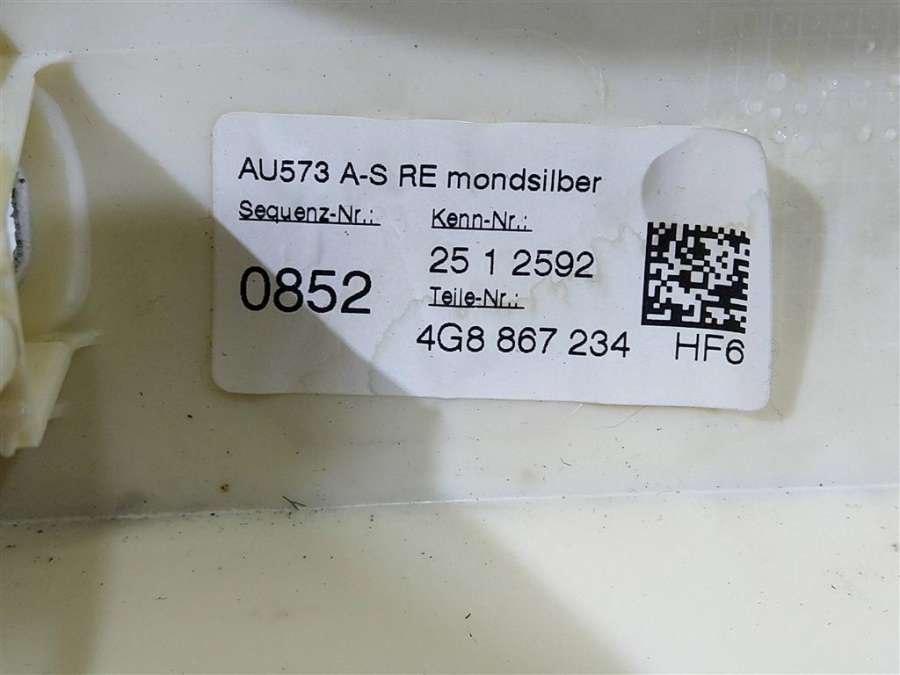 AU573 A-S RE mondsilber
Sequenz-Nr.: Kenn-Nr.:
25 1 2592
0852
Teile-Nr.:
4G8 867 234 HF6